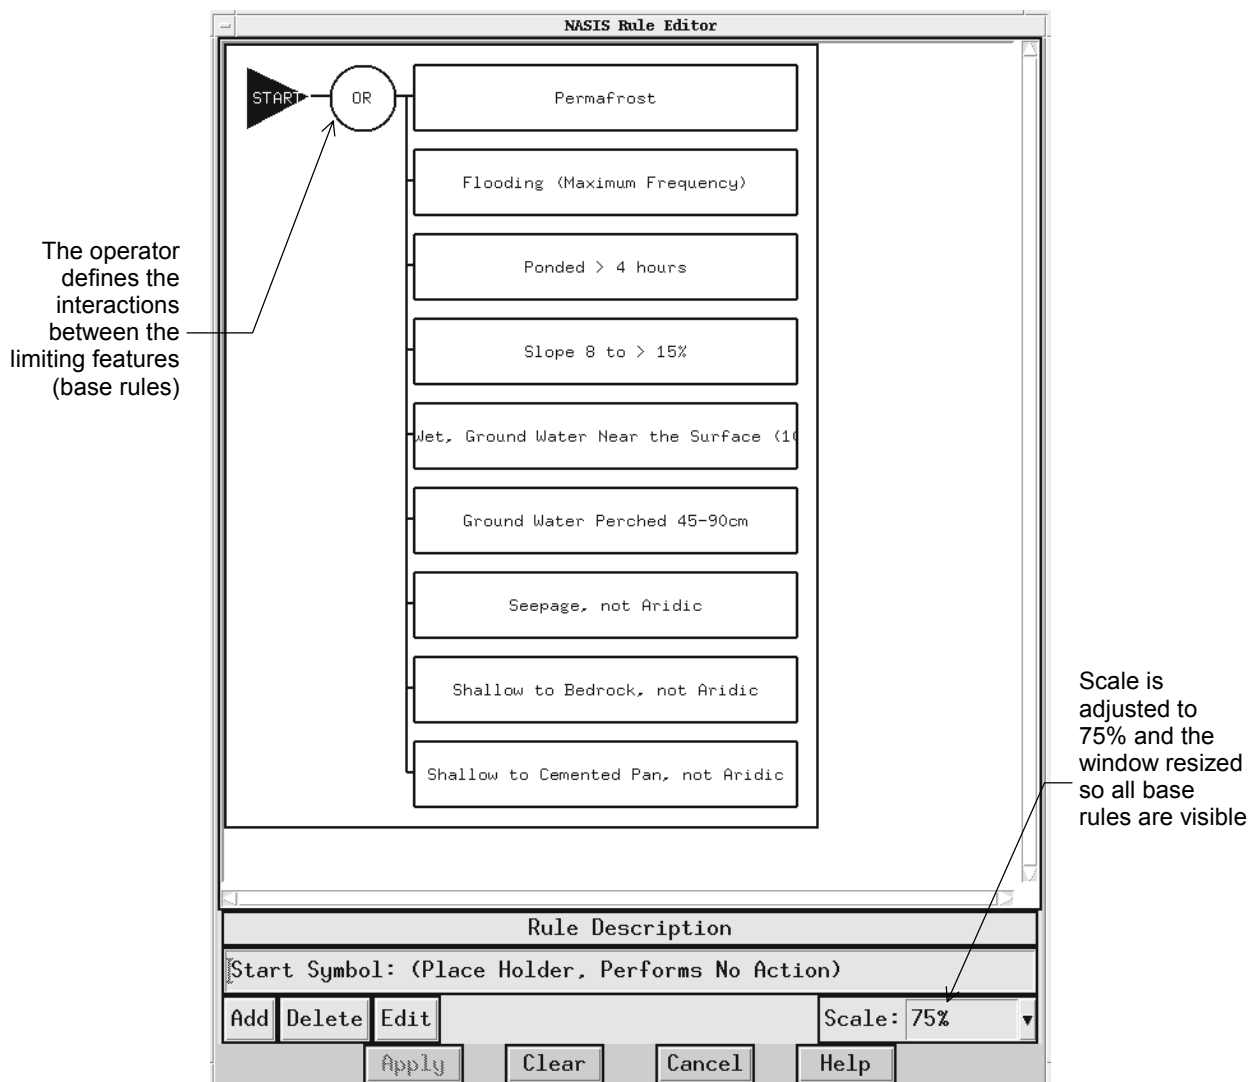 NASIS Rule Editor
START
OR
Permafrost
Flooding (Maximum Frequency)
Ponded > 4 hours
Slope 8 to > 15%
Wet, Ground Water Near the Surface (10
Ground Water Perched 45-90cm
Seepage, not Aridic
Shallow to Bedrock, not Aridic
Shallow to Cemented Pan, not Aridic
The operator
defines the
interactions
between the
limiting features
(base rules)
Scale is
adjusted to
75% and the
window resized
so all base
rules are visible
Rule Description
Start Symbol: (Place Holder, Performs No Action)
Add Delete Edit Scale: 75%
Apply Clear Cancel Help